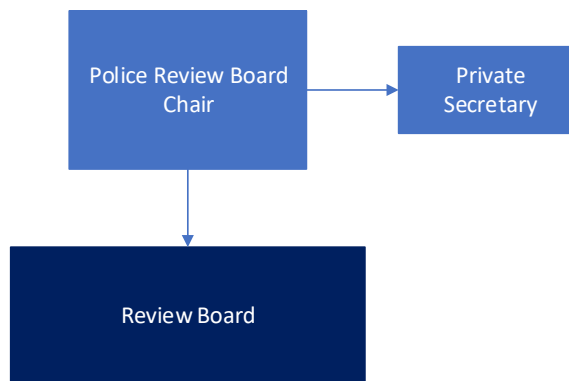 Police Review Board
Chair
Private
Secretary
Review Board